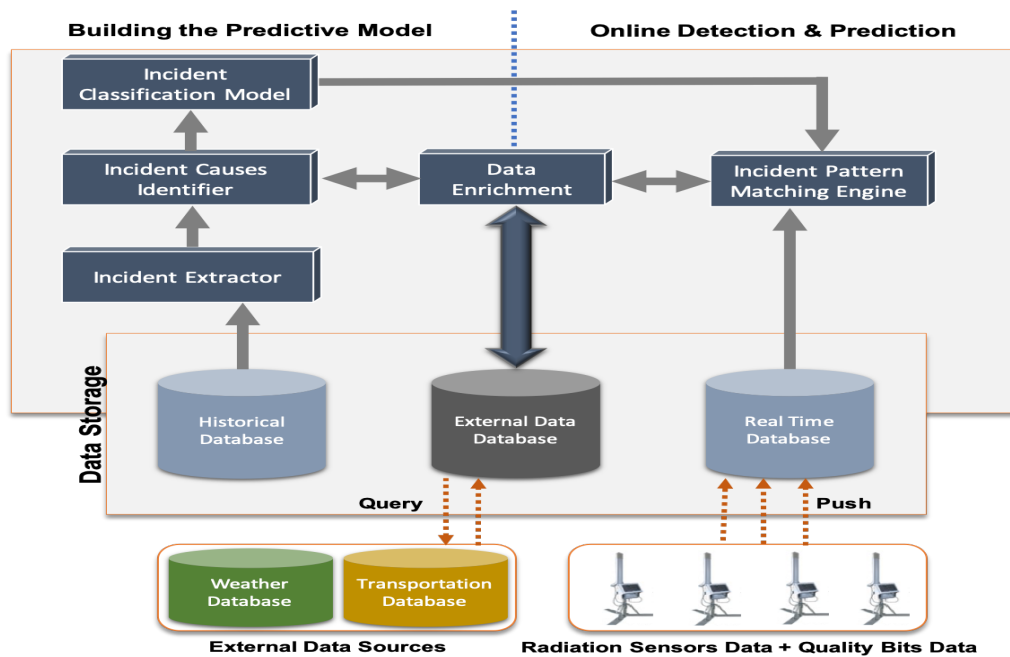 Building the Predictive Model
Online Detection & Prediction
Incident
Classification Model
Incident Causes
Identifier
Data
Enrichment
Incident Pattern
Matching Engine
Incident Extractor
Data Storage
Historical
Database
External Data
Database
Real Time
Database
Query
Push
Weather
Database
Transportation
Database
External Data Sources
Radiation Sensors Data + Quality Bits Data